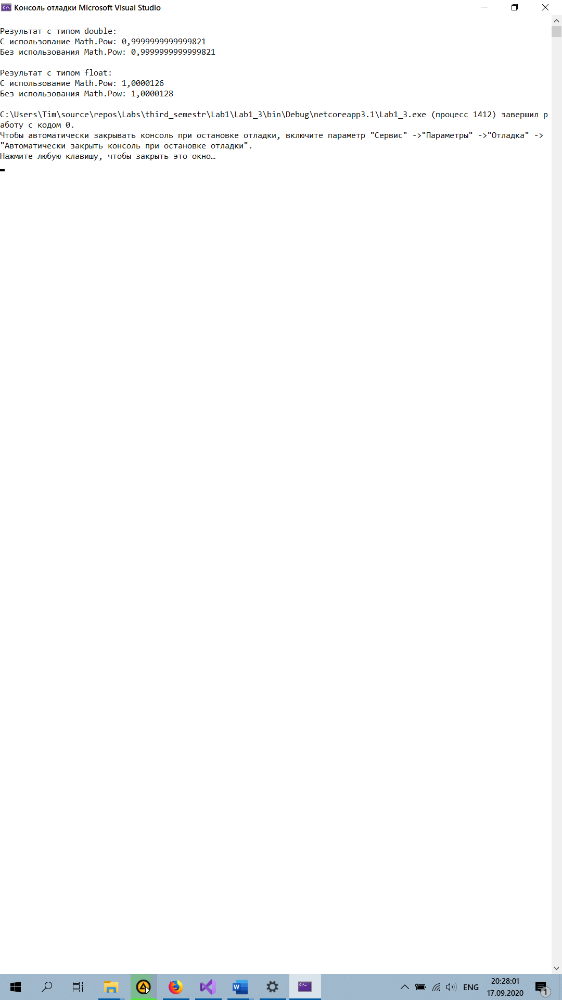 Консоль отладки Microsoft Visual Studio
Результат с типом double:
С использование Math.Pow: 0,9999999999999821
Без использования Math.Pow: 0,9999999999999821
Результат с типом float:
С использование Math.Pow: 1,0000126
Без использования Math.Pow: 1,0000128
C:\Users\Tim\source\repos\Labs\third_semestr\Lab1\Lab1_3\bin\Debug\netcoreapp3.1\Lab1_3.exe (процесс 1412) завершил р
аботу с кодом 0.
Чтобы автоматически закрывать консоль при остановке отладки, включите параметр "Сервис" ->"Параметры" ->"Отладка" ->
"Автоматически закрыть консоль при остановке отладки".
Нажмите любую клавишу, чтобы закрыть это окно…
ENG
20:28:01
17.09.2020
1